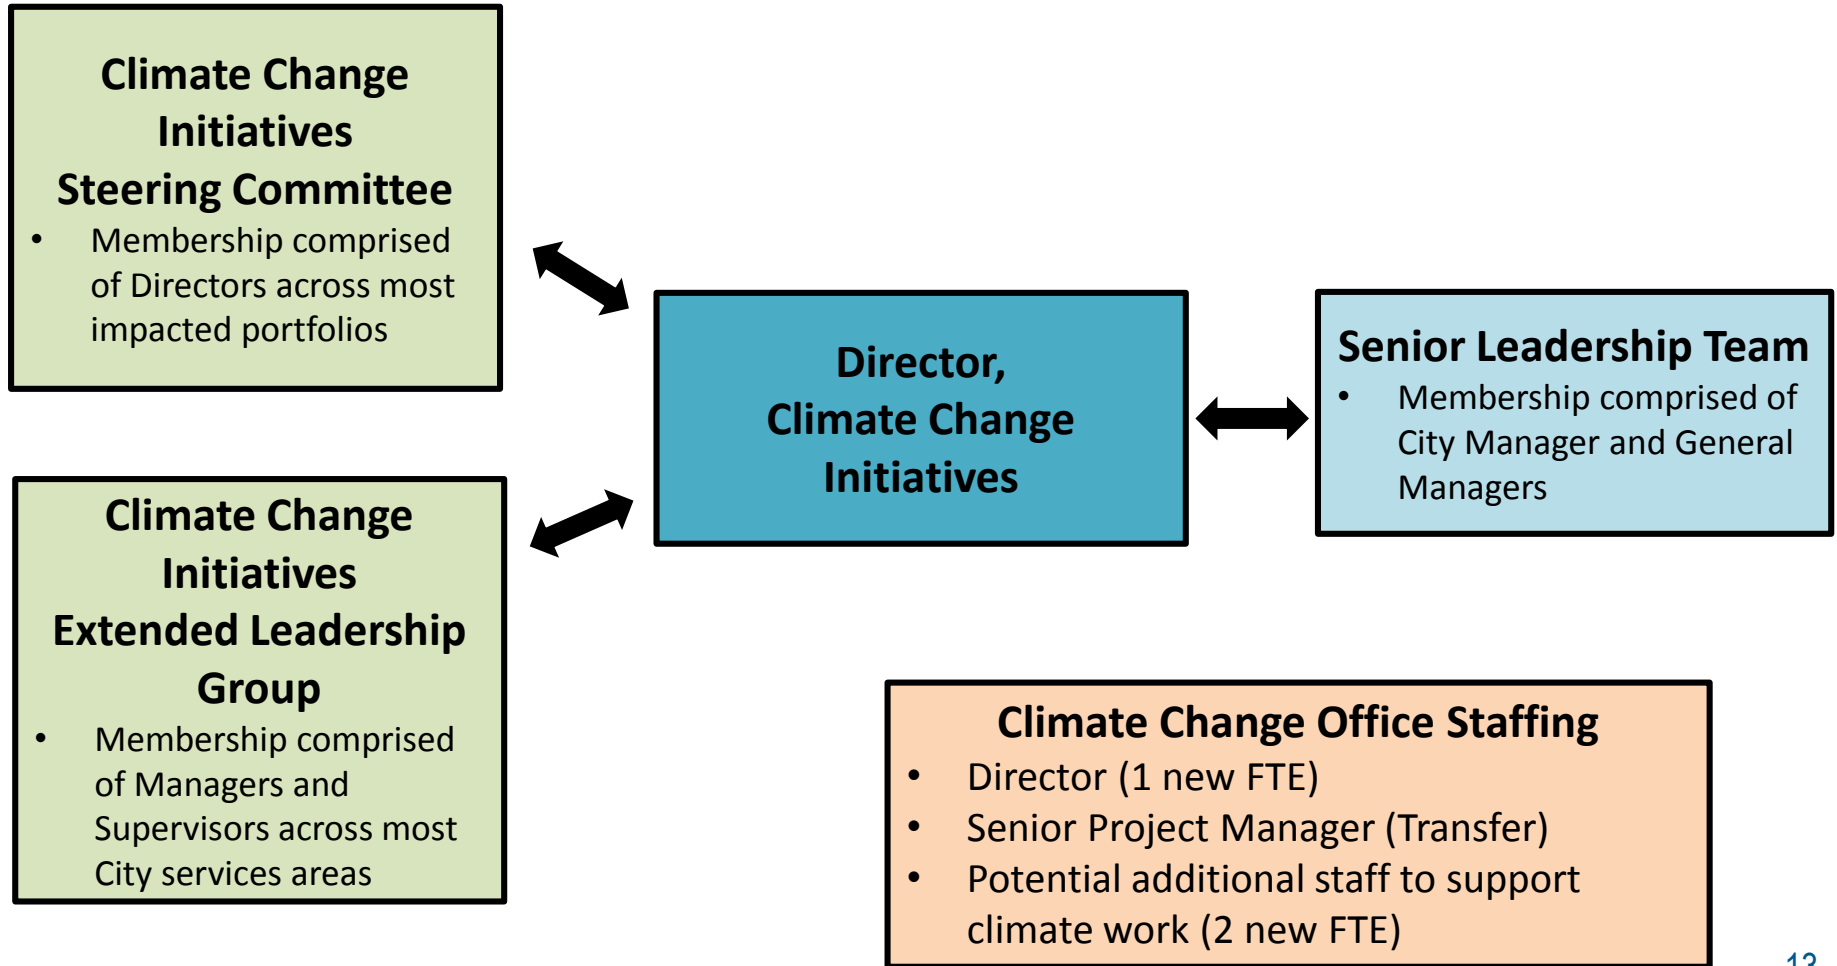 Climate Change
Initiatives
Steering Committee
• Membership comprised
of Directors across most
impacted portfolios
Climate Change
Initiatives
Extended Leadership
Group
• Membership comprised
of Managers and
Supervisors across most
City services areas
Director,
Climate Change
Initiatives
Senior Leadership Team
• Membership comprised of
City Manager and General
Managers
Climate Change Office Staffing
• Director (1 new FTE)
• Senior Project Manager (Transfer)
• Potential additional staff to support
climate work (2 new FTE)
13